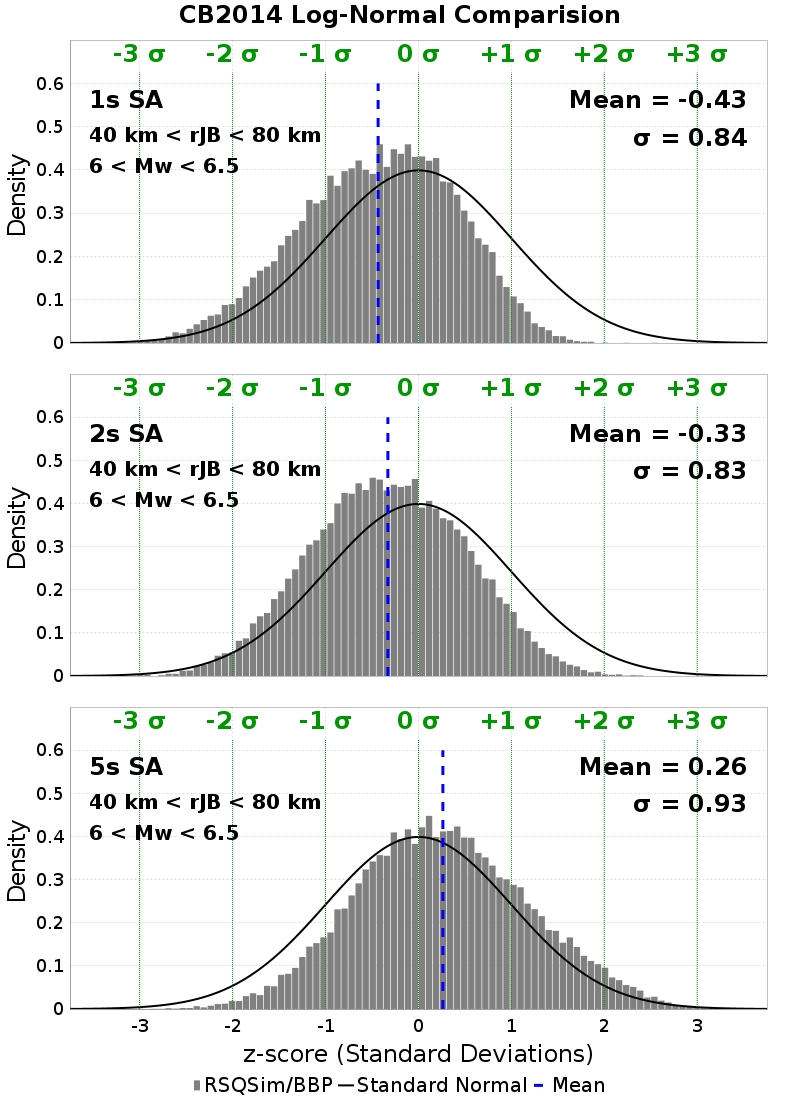 CB2014 Log-Normal Comparision
-3 σ -2 σ -1 σ 0 σ +1 σ +2 σ +3 σ
0.6
1s SA Mean = -0.43
0.5
40 km < rJB < 80 km σ = 0.84
6 < Mw < 6.5
0.4
0.3
0.2
0.1
0
Density
-3 σ -2 σ -1 σ 0 σ +1 σ +2 σ +3 σ
0.6
2s SA Mean = -0.33
0.5
40 km < rJB < 80 km σ = 0.83
6 < Mw < 6.5
0.4
0.3
0.2
0.1
0
Density
-3 σ -2 σ -1 σ 0 σ +1 σ +2 σ +3 σ
0.6
5s SA Mean = 0.26
0.5
40 km < rJB < 80 km σ = 0.93
6 < Mw < 6.5
0.4
0.3
0.2
0.1
0
Density
-3 -2 -1 0 1 2 3
z-score (Standard Deviations)
RSQSim/BBP Standard Normal Mean